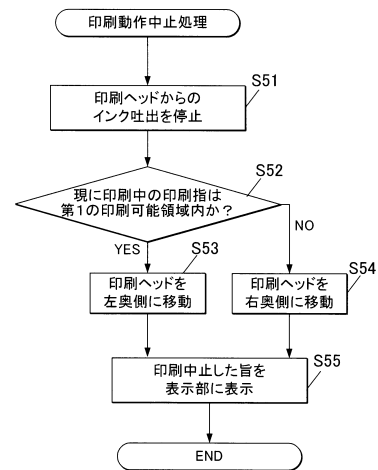 印刷動作中止処理
S51
印刷ヘッドからの
インク吐出を停止
S52
現に印刷中の印刷指は
第1の印刷可能領域内か?
YES
NO
S53
印刷ヘッドを
左奥側に移動
S54
印刷ヘッドを
右奥側に移動
S55
印刷中止した旨を
表示部に表示
END